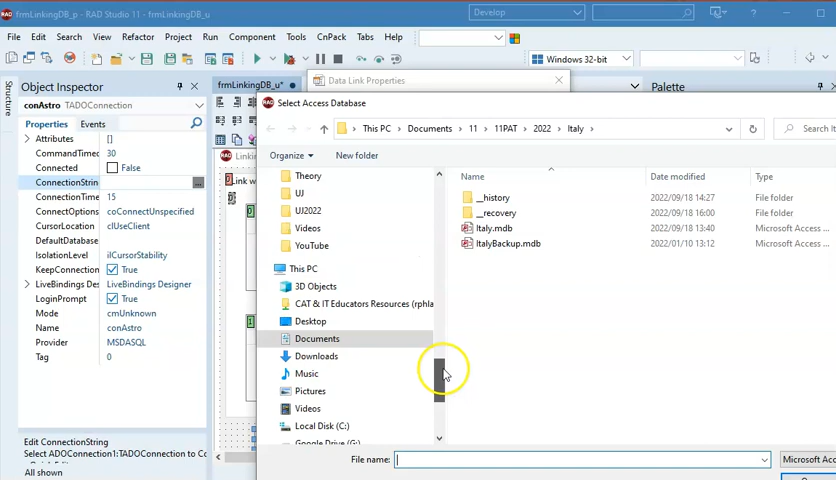 frmLinkingDB_p - RAD Studio 11 - frmLinkingDB_u
Develop
File Edit Search View Refactor Project Run Component Tools CnPack Tabs Help
Windows 32-bit
Structure
Object Inspector
conAstro TADOConnection
Properties Events
Attributes []
CommandTimeo 30
Connected False
ConnectionStrin
ConnectionTime 15
ConnectOptions coConnectUnspecified
CursorLocation clUseClient
DefaultDatabase
IsolationLevel ilCursorStability
KeepConnection True
LiveBindings De LiveBindings Designer
LoginPrompt True
Mode cmUnknown
Name conAstro
Provider MSDASQL
Tag 0
Edit ConnectionString
Select ADOConnection1:TADOConnection to Co
All shown
frmLinkingDB_u
Data Link Properties
Palette
Linkin
Link w
Select Access Database
This PC > Documents > 11 > 11PAT > 2022 > Italy >
Search Ital
Organize New folder
Theory
UJ
UJ2022
Videos
YouTube
This PC
3D Objects
CAT & IT Educators Resources (rphla
Desktop
Documents
Downloads
Music
Pictures
Videos
Local Disk (C:)
Google Drive (G:)
Name Date modified Type
__history 2022/09/18 14:27 File folder
__recovery 2022/09/18 16:00 File folder
Italy.mdb 2022/09/18 13:40 Microsoft Access ...
ItalyBackup.mdb 2022/01/10 13:12 Microsoft Access ...
File name:
Microsoft Acc